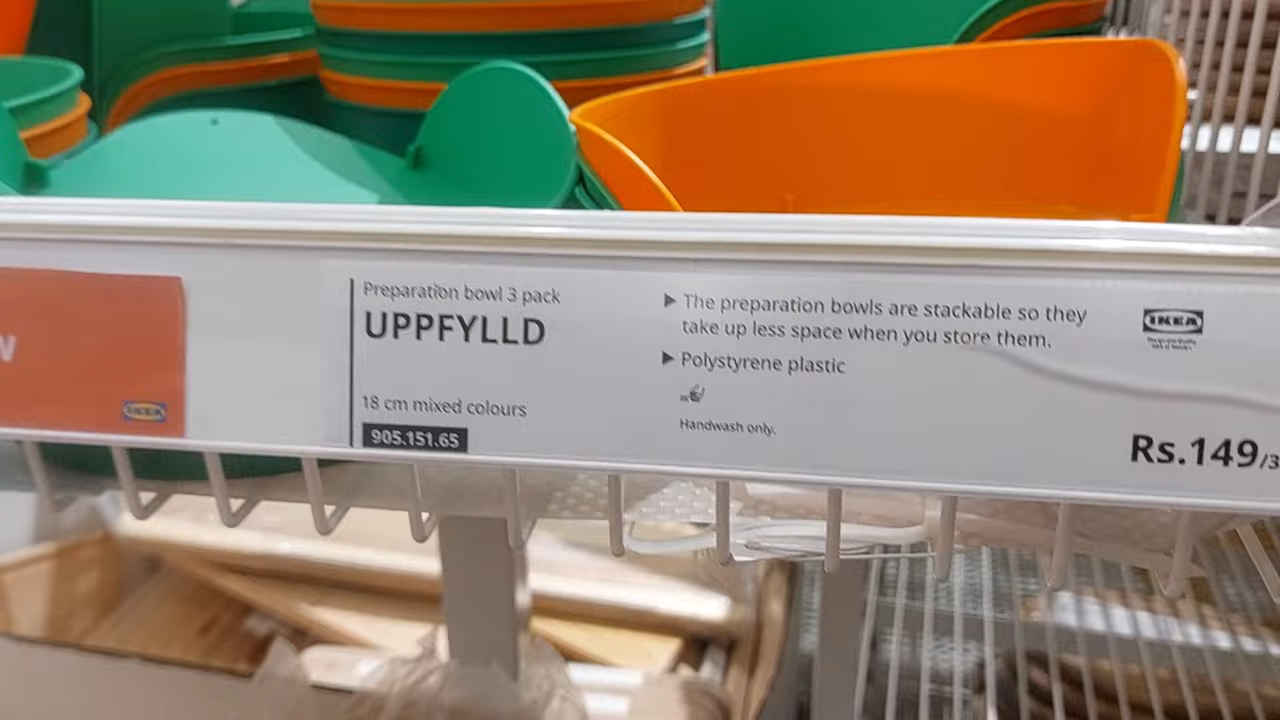 W
IKEA
Preparation bowl 3 pack
UPPFYLLD
18 cm mixed colours
905.151.65
▶ The preparation bowls are stackable so they
take up less space when you store them.
▶ Polystyrene plastic
Handwash only.
IKEA
Rs.149/3